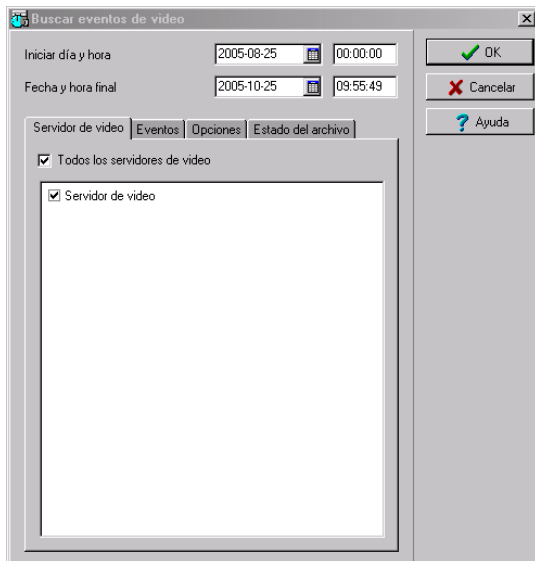 Buscar eventos de video
Iniciar día y hora 2005-08-25 00:00:00
OK
Fecha y hora final 2005-10-25 09:55:49
Cancelar
Ayuda
Servidor de video Eventos Opciones Estado del archivo
Todos los servidores de video
Servidor de video